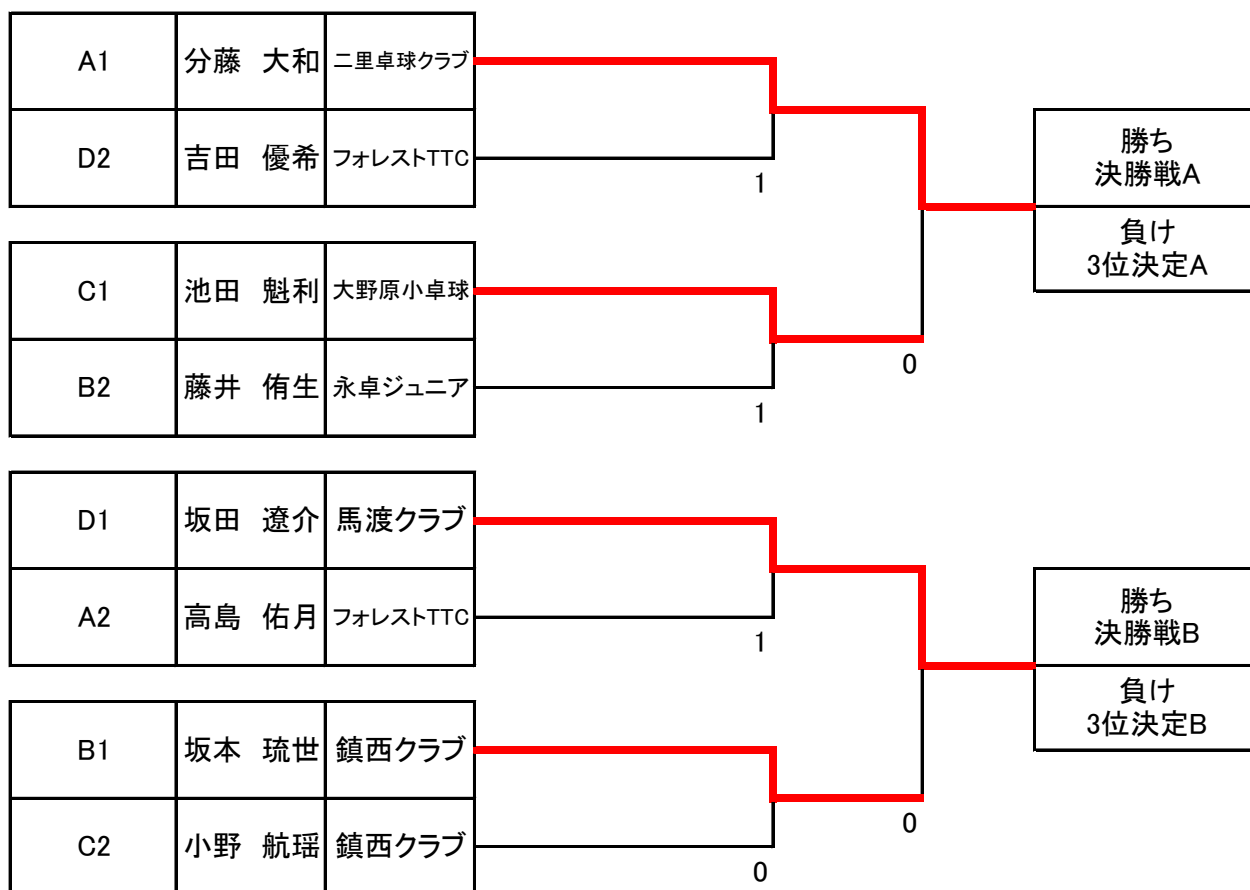 A1 分藤 大和 二里卓球クラブ
D2 吉田 優希 フォレストTTC
1
勝ち
決勝戦A
負け
3位決定A
C1 池田 魁利 大野原小卓球
0
B2 藤井 侑生 永卓ジュニア
1
D1 坂田 遼介 馬渡クラブ
A2 高島 佑月 フォレストTTC
1
勝ち
決勝戦B
負け
3位決定B
B1 坂本 琉世 鎮西クラブ
0
C2 小野 航瑶 鎮西クラブ
0